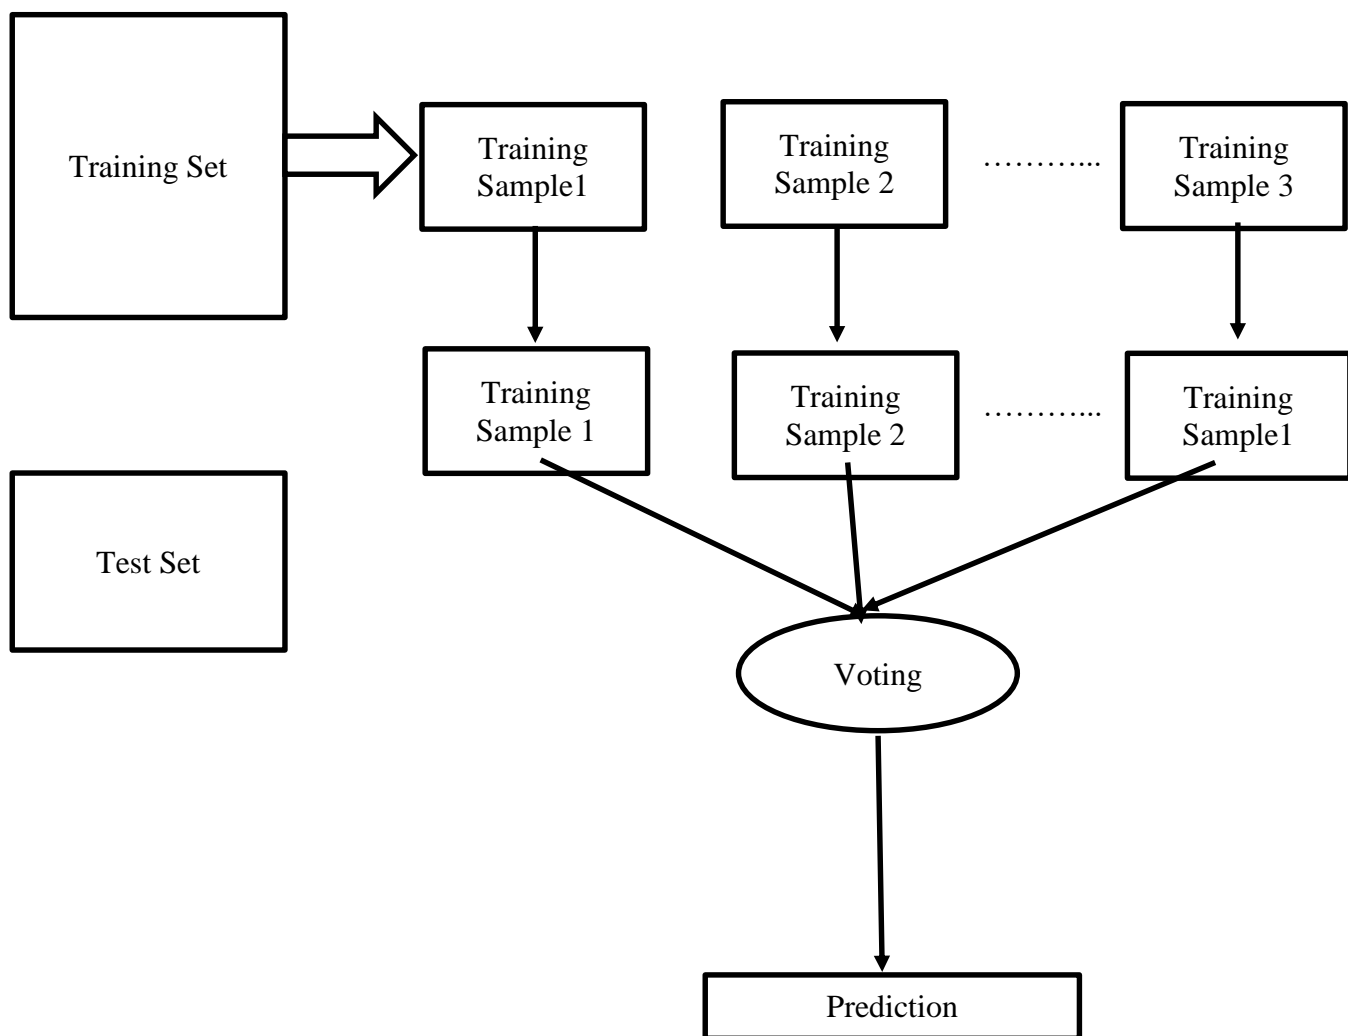 Training Set
Training
Sample1
Training
Sample 2
………...
Training
Sample 3
Training
Sample 1
Training
Sample 2
………...
Training
Sample1
Test Set
Voting
Prediction